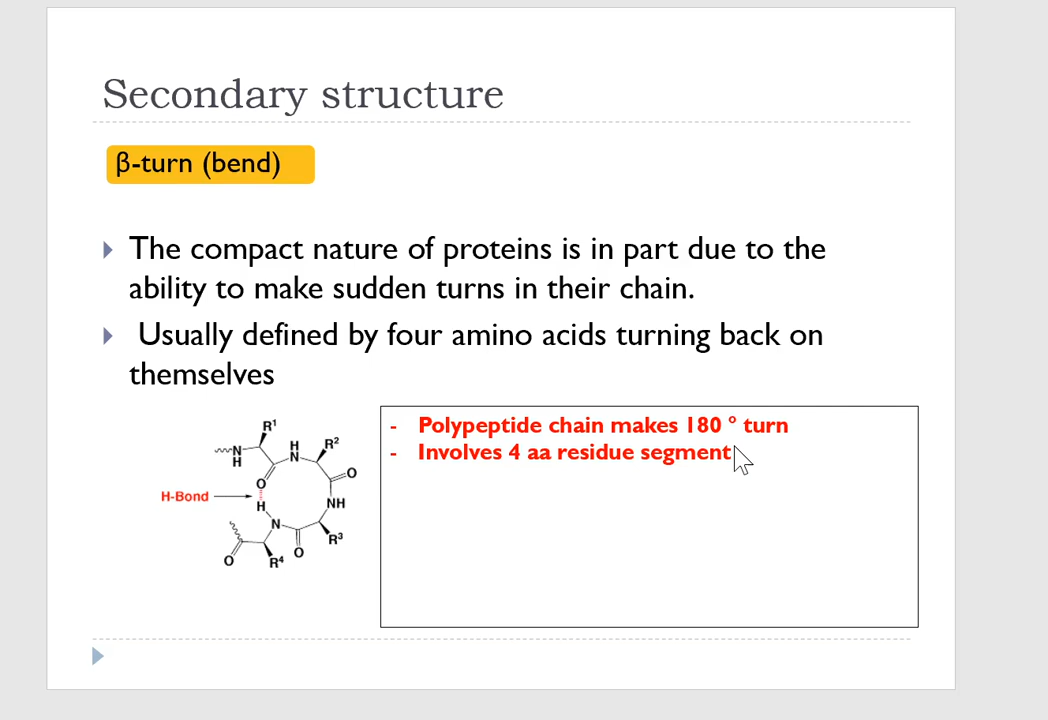 Secondary structure
β-turn (bend)
The compact nature of proteins is in part due to the
ability to make sudden turns in their chain.
Usually defined by four amino acids turning back on
themselves
- Polypeptide chain makes 180 ° turn
- Involves 4 aa residue segment
R¹
N
H
H
N
R²
O
O
H-Bond
H
NH
N
R³
O
O
R⁴